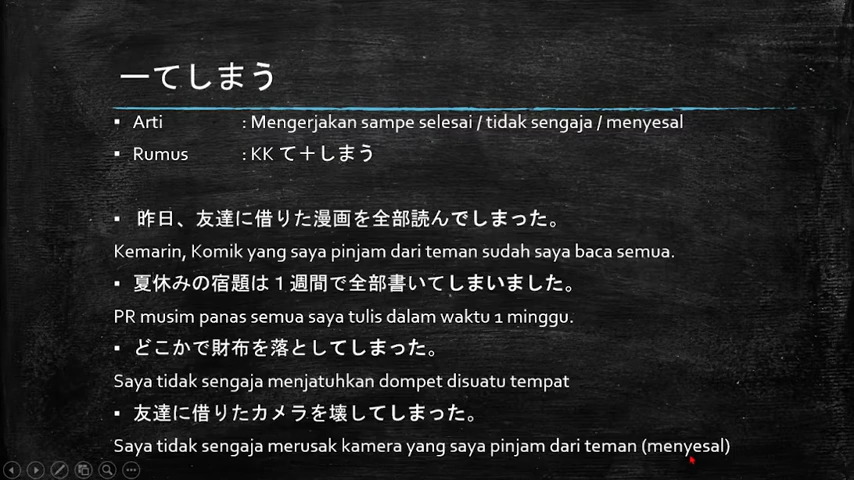 ーてしまう
▪ Arti : Mengerjakan sampe selesai / tidak sengaja / menyesal
▪ Rumus : KK て＋しまう
▪ 昨日、友達に借りた漫画を全部読んでしまった。
Kemarin, Komik yang saya pinjam dari teman sudah saya baca semua.
▪ 夏休みの宿題は１週間で全部書いてしまいました。
PR musim panas semua saya tulis dalam waktu 1 minggu.
▪ どこかで財布を落としてしまった。
Saya tidak sengaja menjatuhkan dompet disuatu tempat
▪ 友達に借りたカメラを壊してしまった。
Saya tidak sengaja merusak kamera yang saya pinjam dari teman (menyesal)